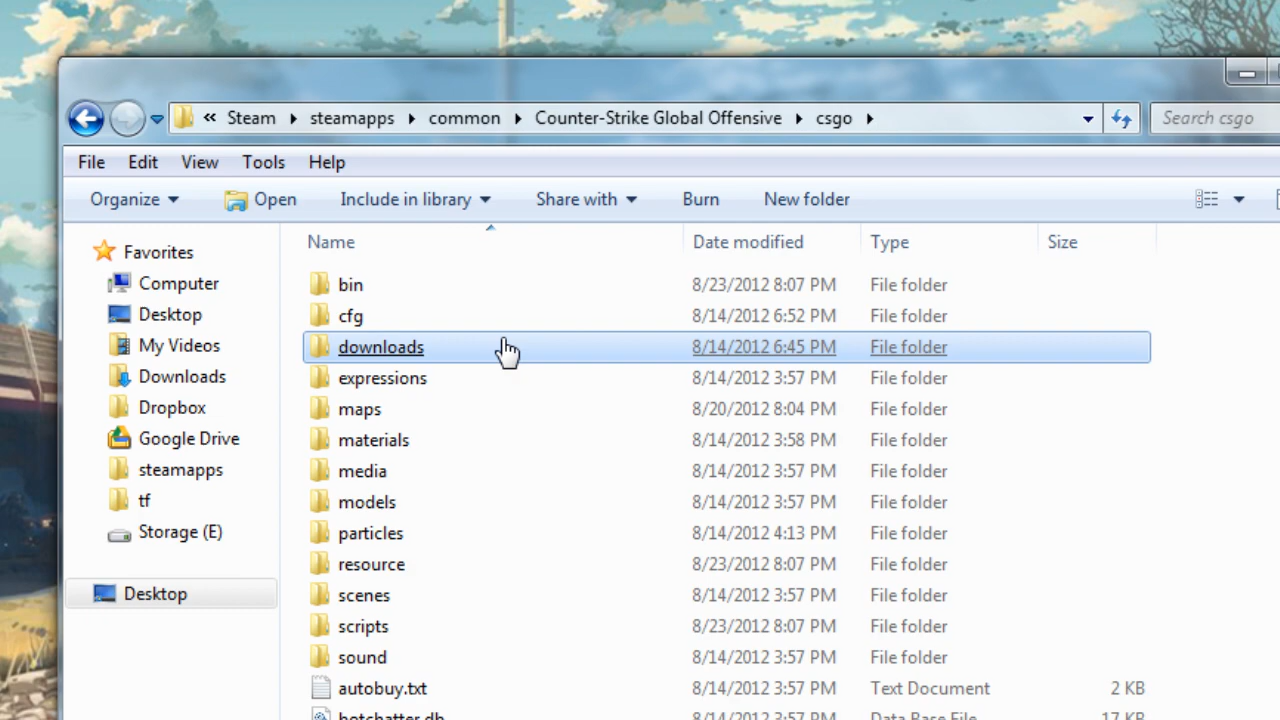 « Steam ▸ steamapps ▸ common ▸ Counter-Strike Global Offensive ▸ csgo ▸ Search csgo
File Edit View Tools Help
Organize Open Include in library Share with Burn New folder
Name Date modified Type Size
Favorites
Computer
Desktop
My Videos
Downloads
Dropbox
Google Drive
steamapps
tf
Storage (E)
Desktop
bin 8/23/2012 8:07 PM File folder
cfg 8/14/2012 6:52 PM File folder
downloads 8/14/2012 6:45 PM File folder
expressions 8/14/2012 3:57 PM File folder
maps 8/20/2012 8:04 PM File folder
materials 8/14/2012 3:58 PM File folder
media 8/14/2012 3:57 PM File folder
models 8/14/2012 3:57 PM File folder
particles 8/14/2012 4:13 PM File folder
resource 8/23/2012 8:07 PM File folder
scenes 8/14/2012 3:57 PM File folder
scripts 8/23/2012 8:07 PM File folder
sound 8/14/2012 3:57 PM File folder
autobuy.txt 8/14/2012 3:57 PM Text Document 2 KB
botchatter.db 8/14/2012 3:57 PM Data Base File 17 KB